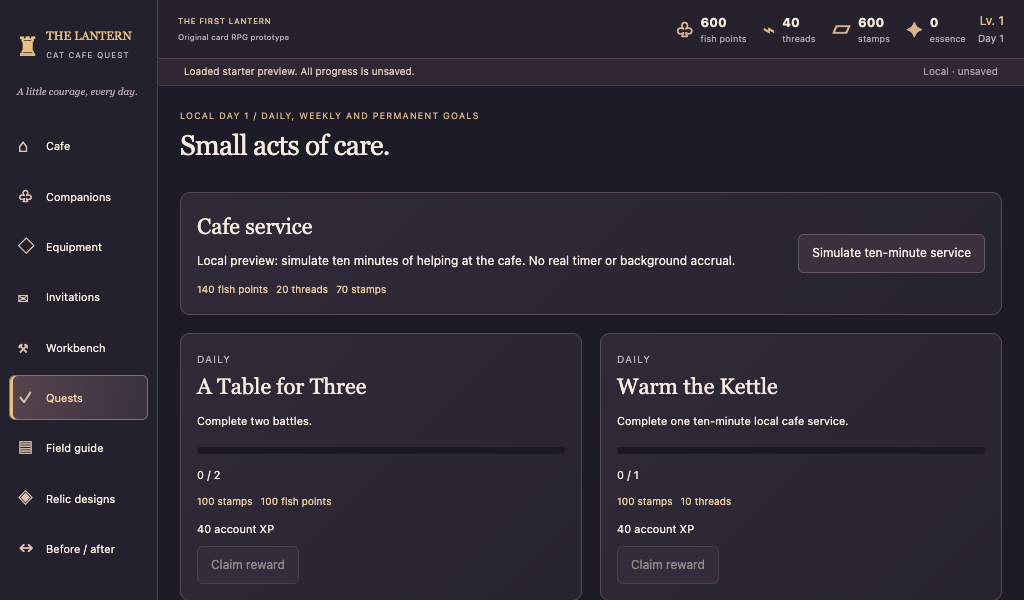 THE LANTERN
CAT CAFE QUEST
A little courage, every day.
Cafe
Companions
Equipment
Invitations
Workbench
Quests
Field guide
Relic designs
Before / after
THE FIRST LANTERN
Original card RPG prototype
600
fish points
40
threads
600
stamps
0
essence
Lv. 1
Day 1
Loaded starter preview. All progress is unsaved.
Local · unsaved
LOCAL DAY 1 / DAILY, WEEKLY AND PERMANENT GOALS
Small acts of care.
Cafe service
Local preview: simulate ten minutes of helping at the cafe. No real timer or background accrual.
140 fish points 20 threads 70 stamps
Simulate ten-minute service
DAILY
A Table for Three
Complete two battles.
0 / 2
100 stamps 100 fish points
40 account XP
Claim reward
DAILY
Warm the Kettle
Complete one ten-minute local cafe service.
0 / 1
100 stamps 10 threads
40 account XP
Claim reward